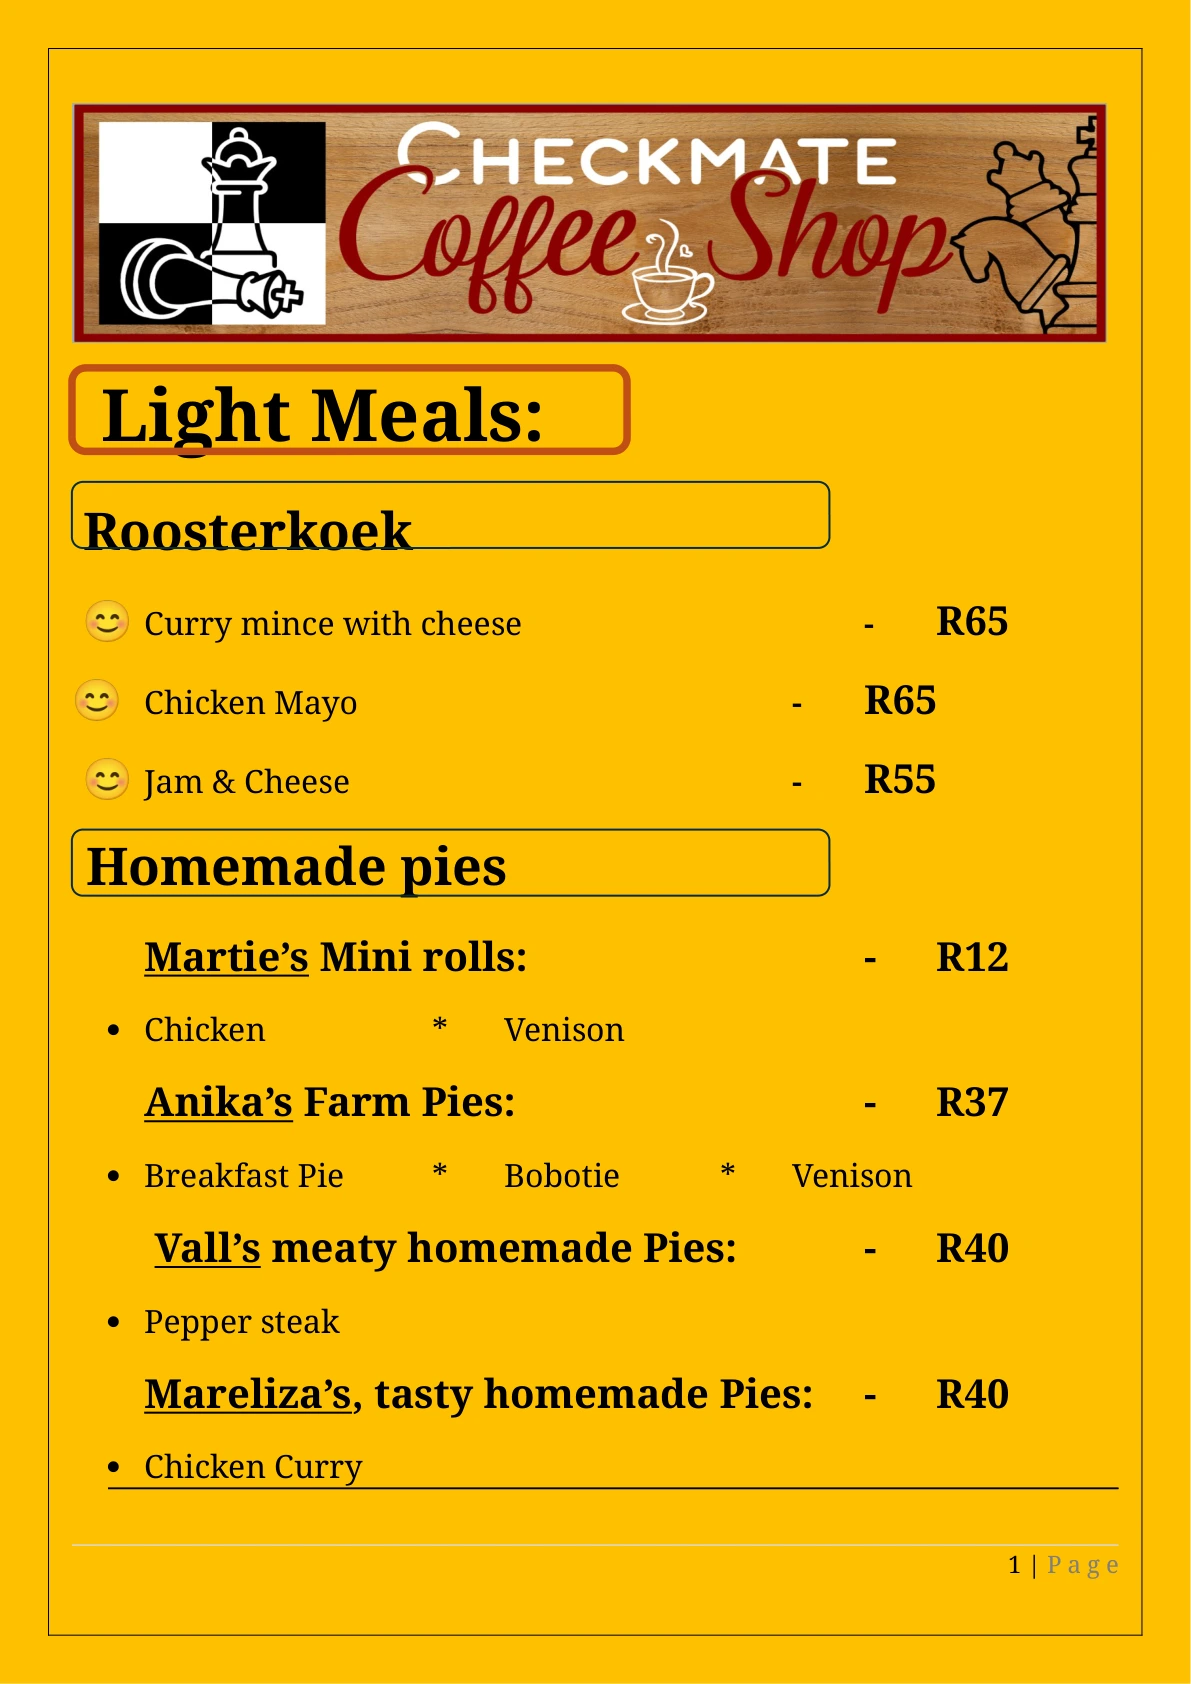 CHECKMATE
Coffee Shop
Light Meals:
Roosterkoek
😊 Curry mince with cheese - R65
😊 Chicken Mayo - R65
😊 Jam & Cheese - R55
Homemade pies
Martie’s Mini rolls: - R12
• Chicken * Venison
Anika’s Farm Pies: - R37
• Breakfast Pie * Bobotie * Venison
Vall’s meaty homemade Pies: - R40
• Pepper steak
Mareliza’s, tasty homemade Pies: - R40
• Chicken Curry
1 | Page